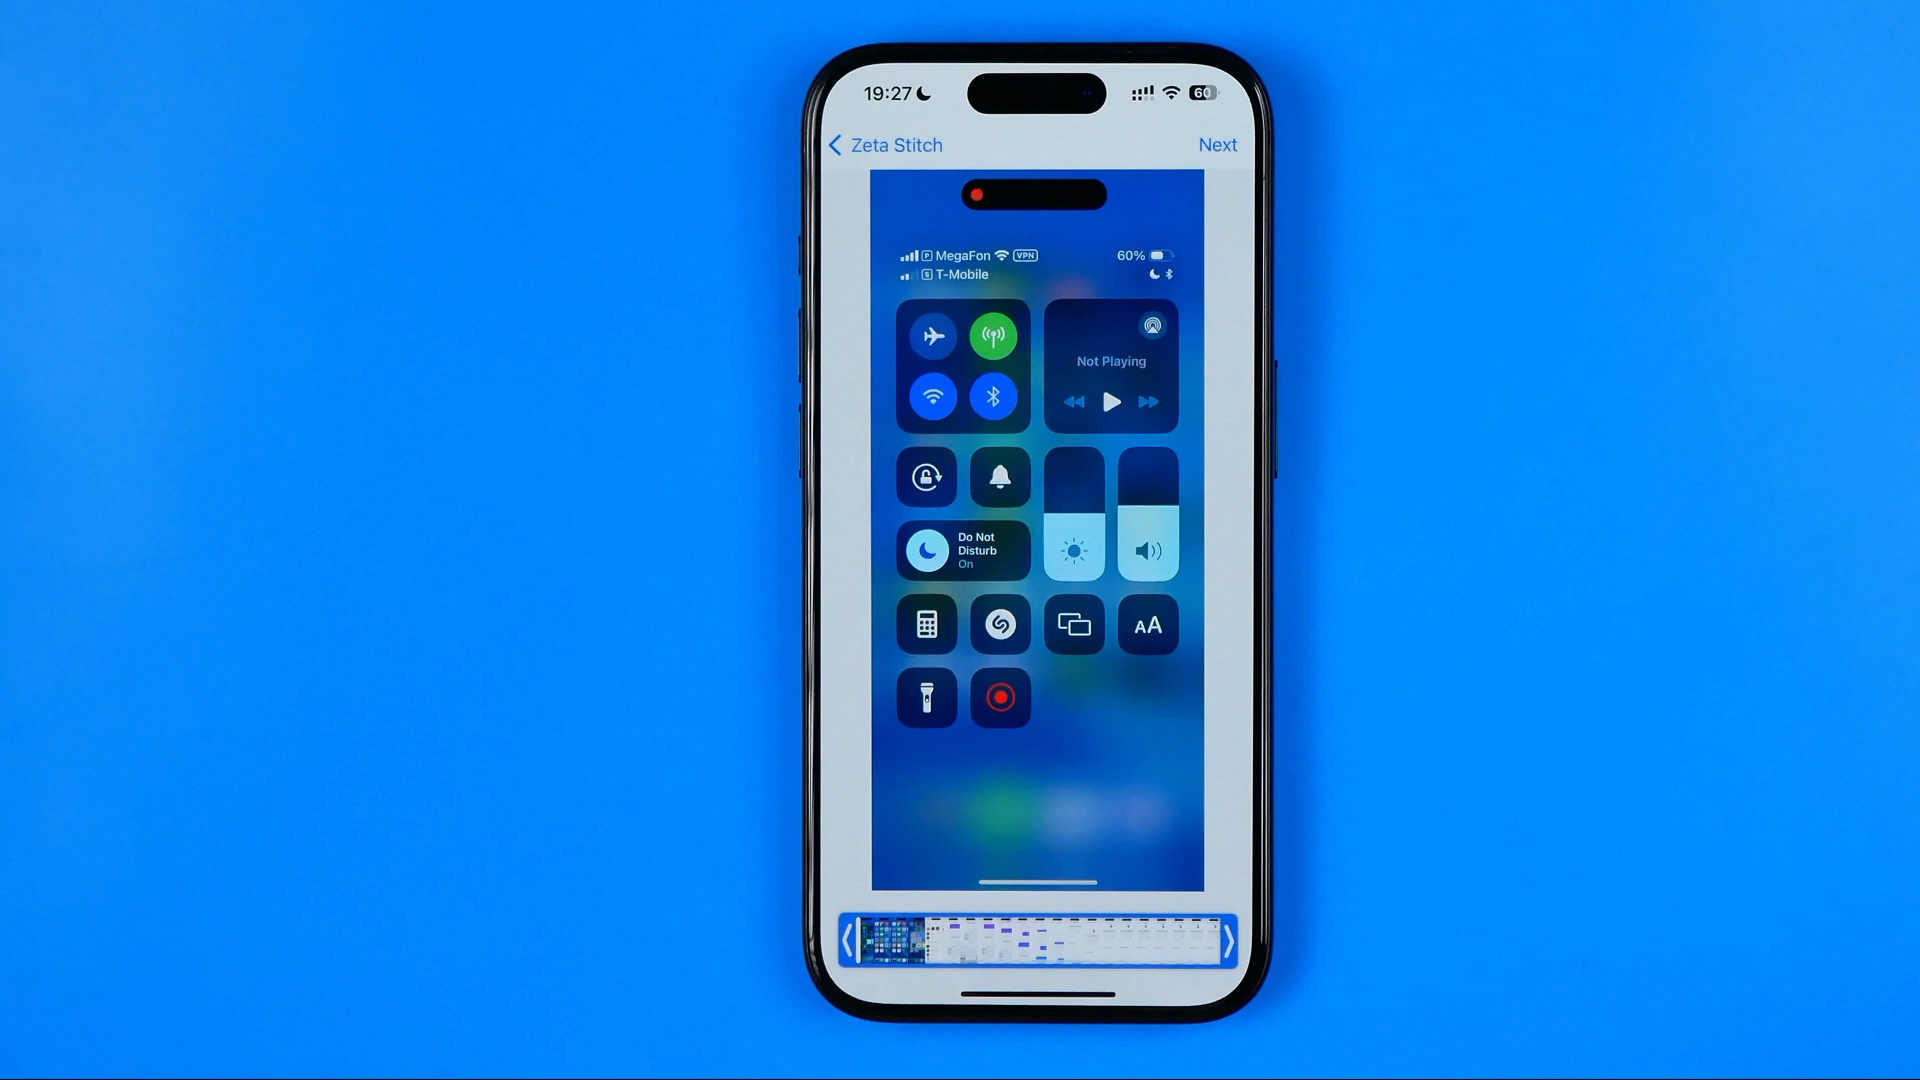 19:27 60
Zeta Stitch Next
P MegaFon VPN 60%
S T-Mobile
Not Playing
Do Not
Disturb
On
AA